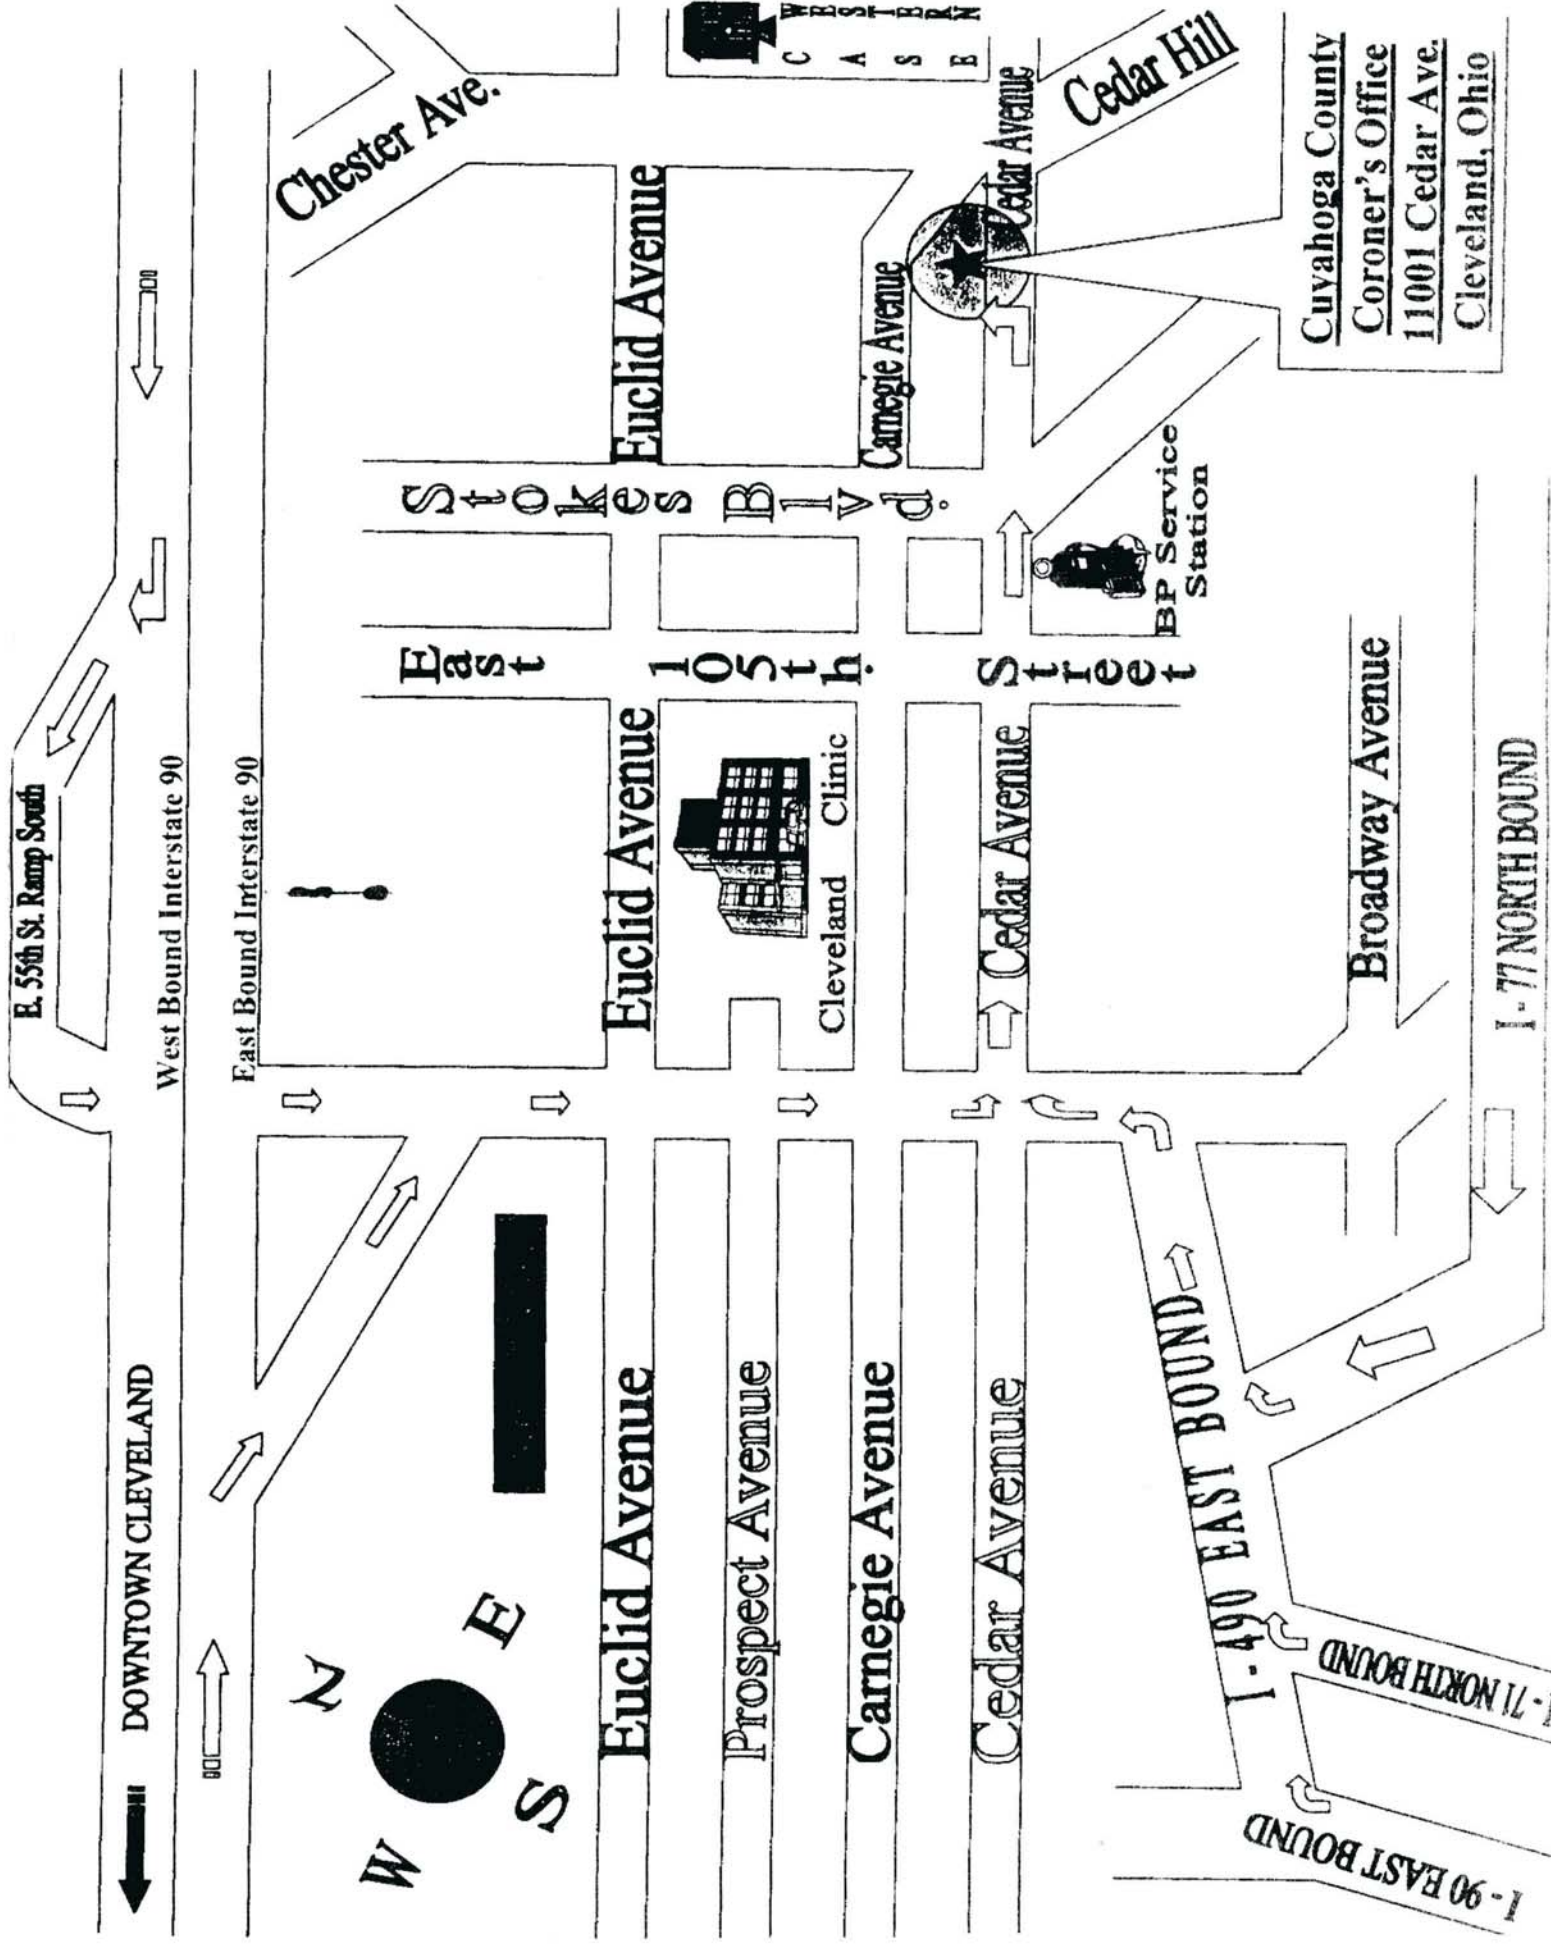 DOWNTOWN CLEVELAND
E. 55th St. Ramp South
West Bound Interstate 90
East Bound Interstate 90
Chester Ave.
N
E
S
W
Euclid Avenue
Euclid Avenue
Euclid Avenue
Prospect Avenue
Cleveland Clinic
East 105th. Street
Stokes Blvd.
CASE
WESTERN
Carnegie Avenue
Carnegie Avenue
Cedar Avenue
Cedar Avenue
Cedar Avenue
Cedar Hill
BP Service
Station
I - 490 EAST BOUND
I - 90 EAST BOUND
I - 71 NORTH BOUND
Broadway Avenue
I - 77 NORTH BOUND
Cuyahoga County
Coroner's Office
11001 Cedar Ave.
Cleveland, Ohio